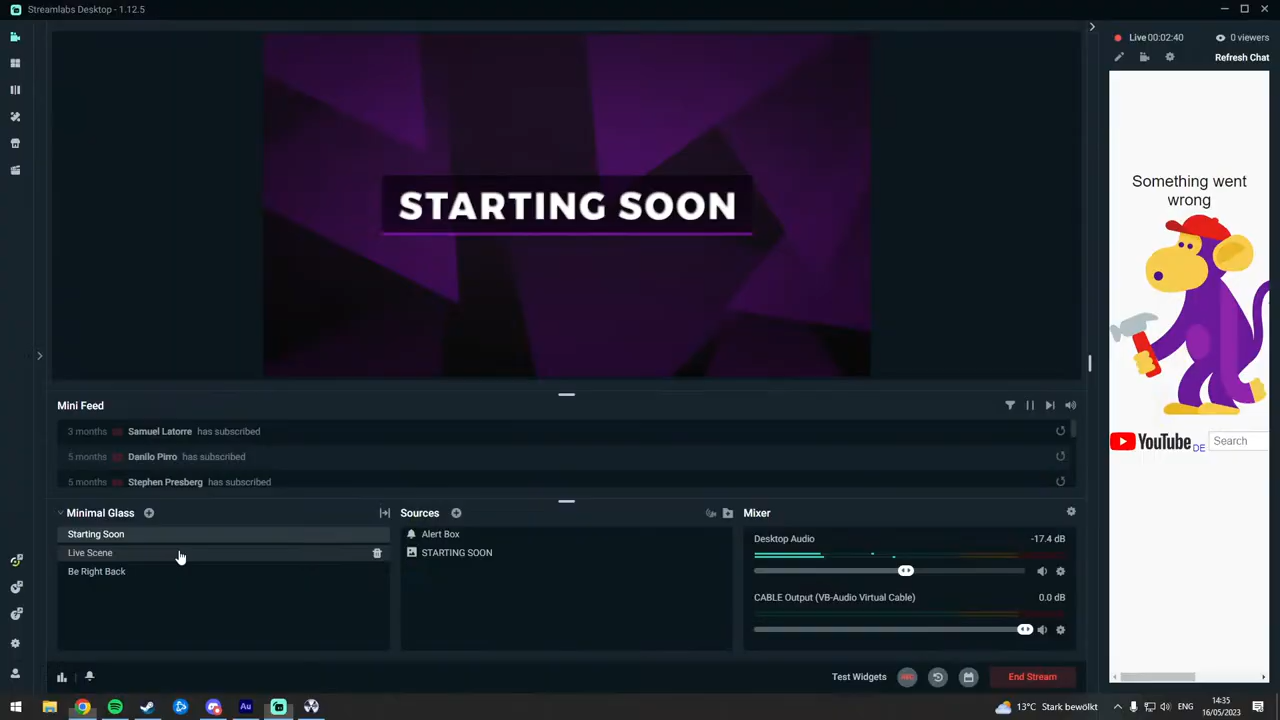 Streamlabs Desktop - 1.12.5
Live 00:02:40
0 viewers
Refresh Chat
STARTING SOON
Something went
wrong
YouTube DE
Search
Mini Feed
3 months Samuel Latorre has subscribed
5 months Danilo Pirro has subscribed
5 months Stephen Presberg has subscribed
Minimal Glass
Starting Soon
Live Scene
Be Right Back
Sources
Alert Box
STARTING SOON
Mixer
Desktop Audio -17.4 dB
CABLE Output (VB-Audio Virtual Cable) 0.0 dB
Test Widgets
End Stream
13°C Stark bewölkt
ENG
14:35
16/05/2023